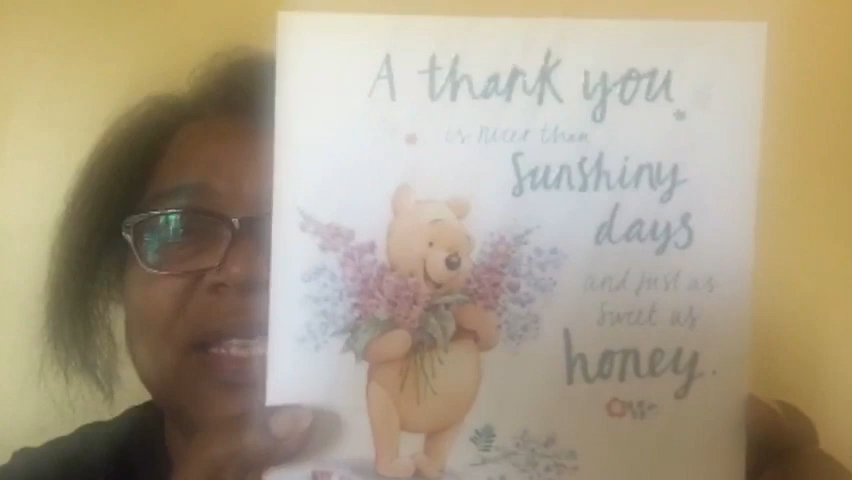 A thank you
is nicer than
sunshiny
days
and just as
sweet as
honey.